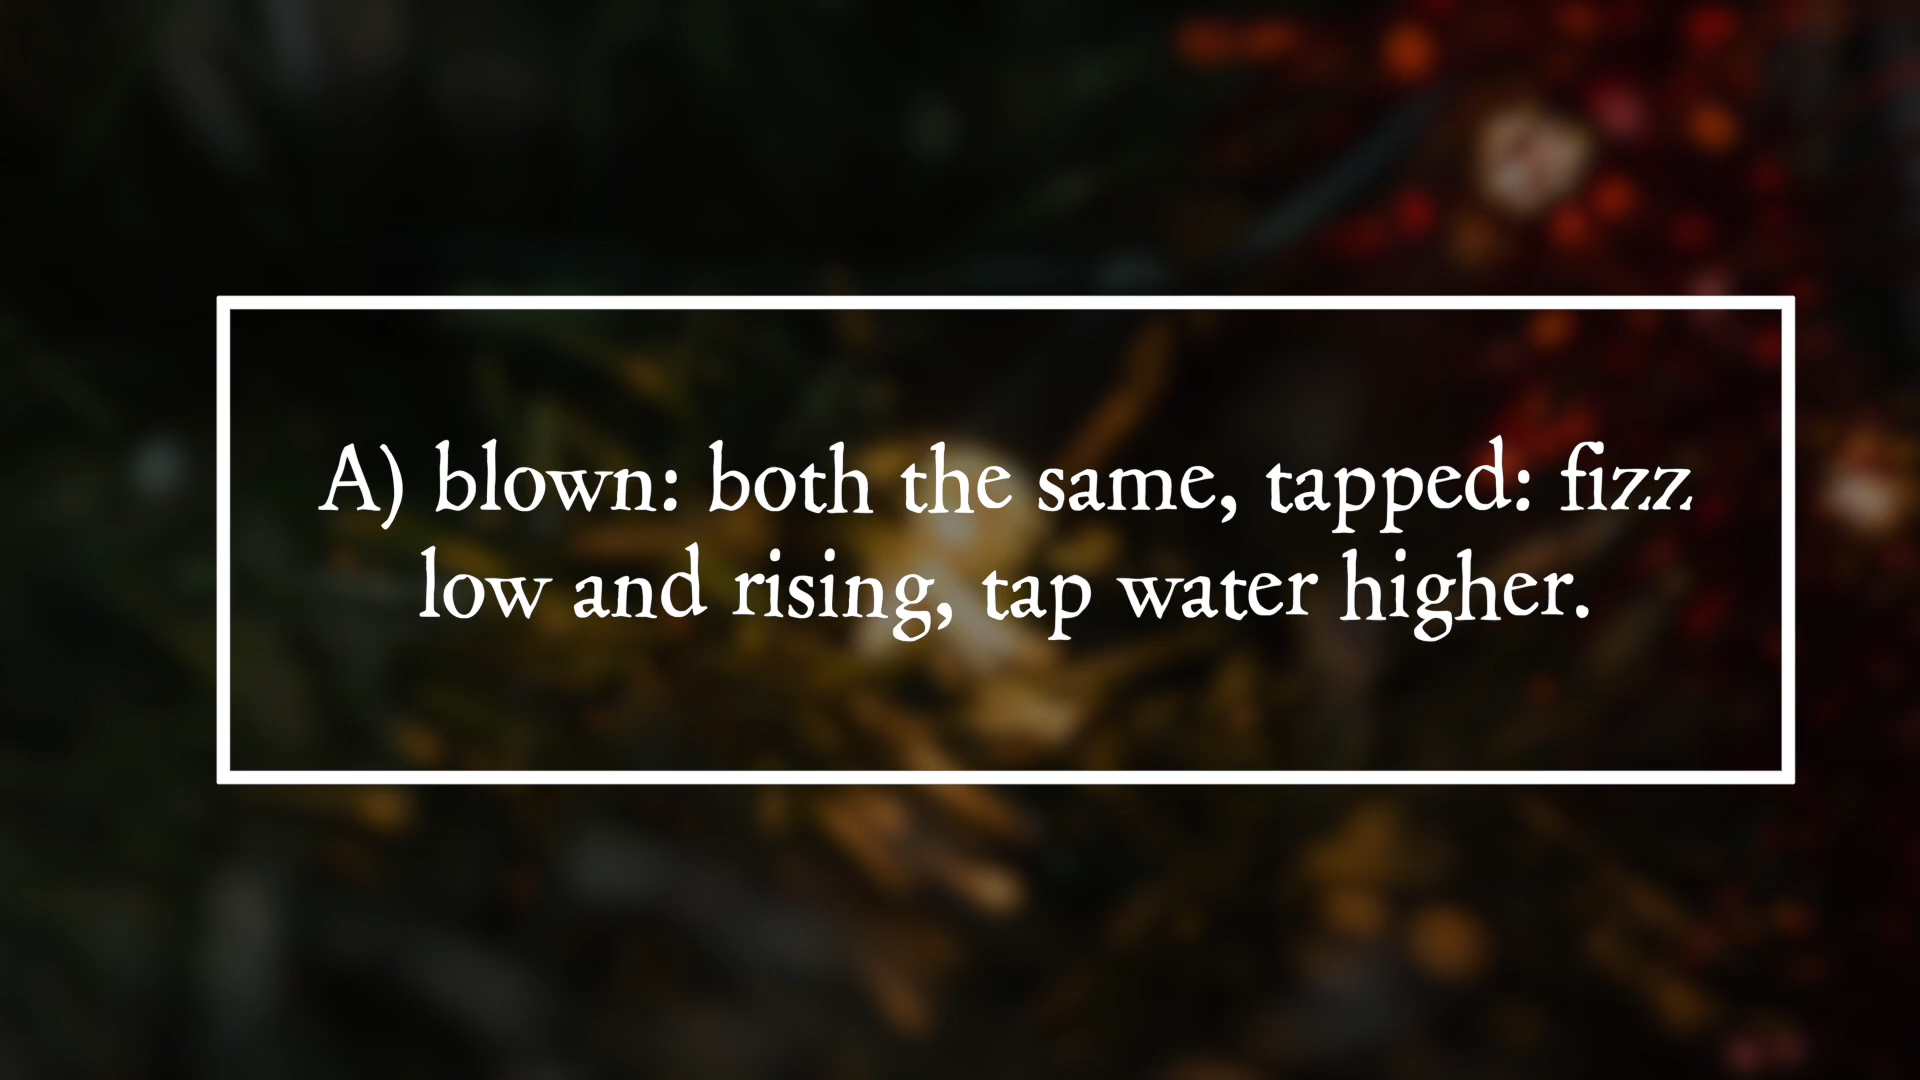 A) blown: both the same, tapped: fizz
low and rising, tap water higher.